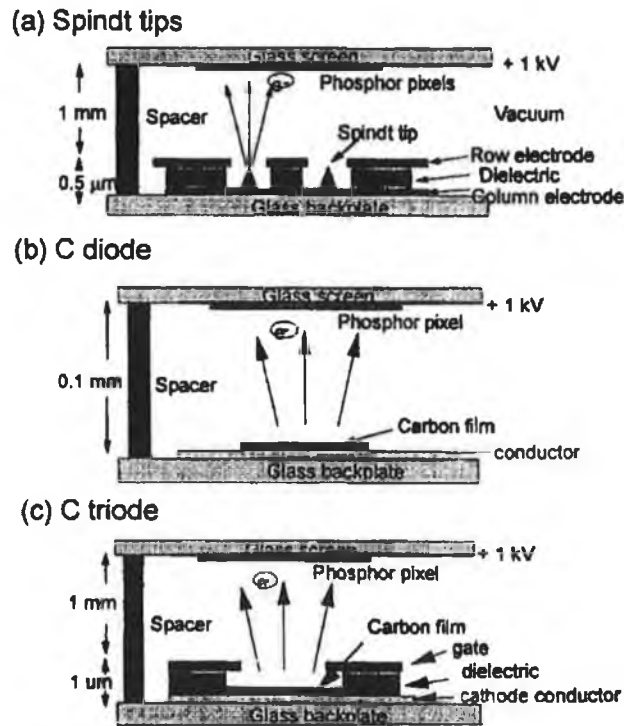 (a) Spindt tips
Glass screen
+ 1 kV
e-
Phosphor pixels
1 mm
Spacer
Vacuum
Spindt tip
Row electrode
Dielectric
0.5 μm
Column electrode
Glass backplate
(b) C diode
Glass screen
+ 1 kV
Phosphor pixel
e-
0.1 mm
Spacer
Carbon film
conductor
Glass backplate
(c) C triode
Glass screen
+ 1 kV
Phosphor pixel
e-
1 mm
Spacer
Carbon film
gate
dielectric
1 um
cathode conductor
Glass backplate